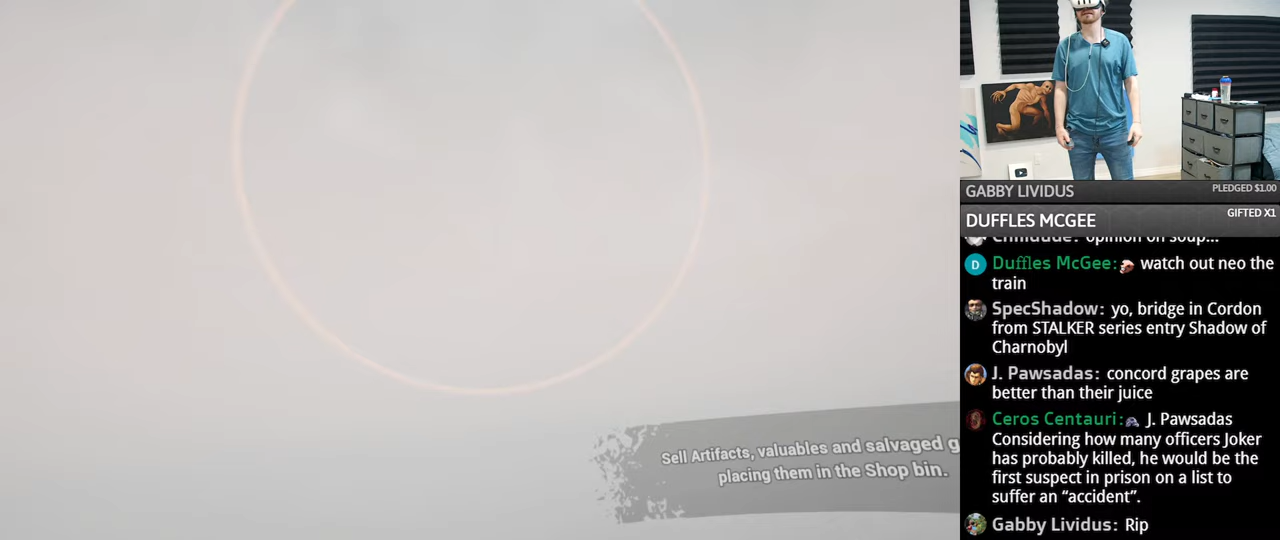 GABBY LIVIDUS
PLEDGED $1.00
DUFFLES MCGEE
GIFTED X1
opinion on soup...
D
Duffles McGee: watch out neo the
train
SpecShadow: yo, bridge in Cordon
from STALKER series entry Shadow of
Charnobyl
J. Pawsadas: concord grapes are
better than their juice
Ceros Centauri: J. Pawsadas
Considering how many officers Joker
has probably killed, he would be the
first suspect in prison on a list to
suffer an “accident”.
Gabby Lividus: Rip
Sell Artifacts, valuables and salvaged g
placing them in the Shop bin.